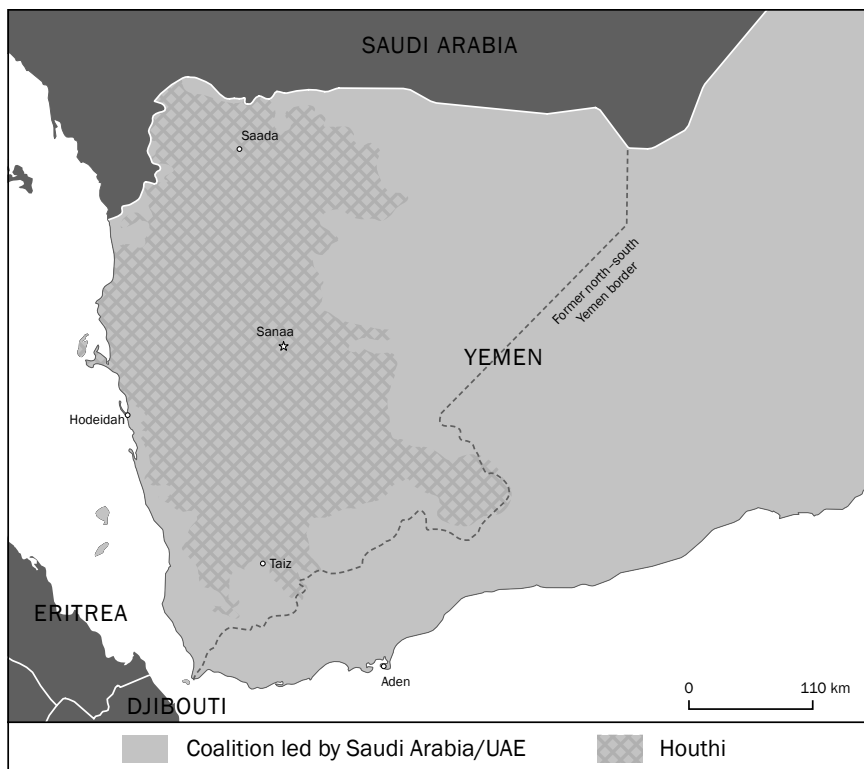 SAUDI ARABIA
Saada
Former north–south
Yemen border
Sanaa
YEMEN
Hodeidah
Taiz
ERITREA
Aden
DJIBOUTI
0 110 km
Coalition led by Saudi Arabia/UAE
Houthi